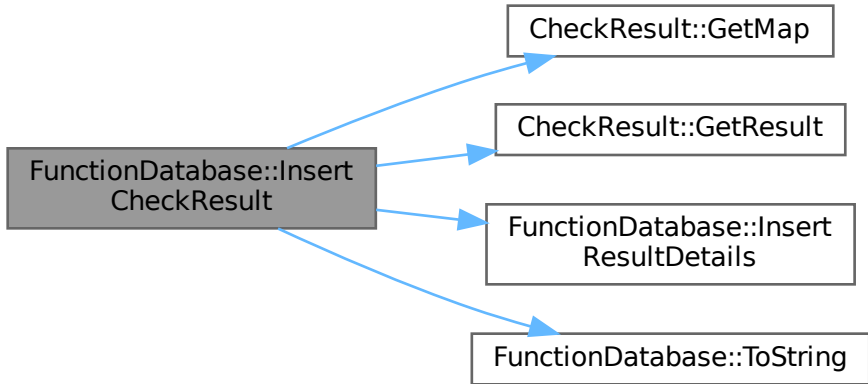 CheckResult::GetMap
CheckResult::GetResult
FunctionDatabase::Insert
CheckResult
FunctionDatabase::Insert
ResultDetails
FunctionDatabase::ToString